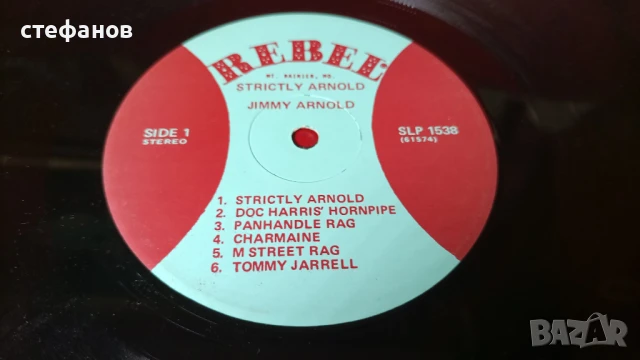 стефанов
REBEL
MT. RAINIER, MD.
STRICTLY ARNOLD
JIMMY ARNOLD
SIDE 1
STEREO
SLP 1538
(61574)
1. STRICTLY ARNOLD
2. DOC HARRIS' HORNPIPE
3. PANHANDLE RAG
4. CHARMAINE
5. M STREET RAG
6. TOMMY JARRELL
BAZAR